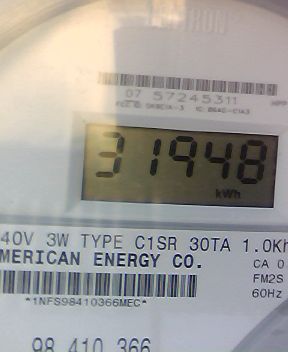 07 57245311
31948
kWh
40V 3W TYPE C1SR 30TA 1.0Kh
MERICAN ENERGY CO.
CA 0
FM2S
60Hz
*1NFS98410366MEC*
98 410 366